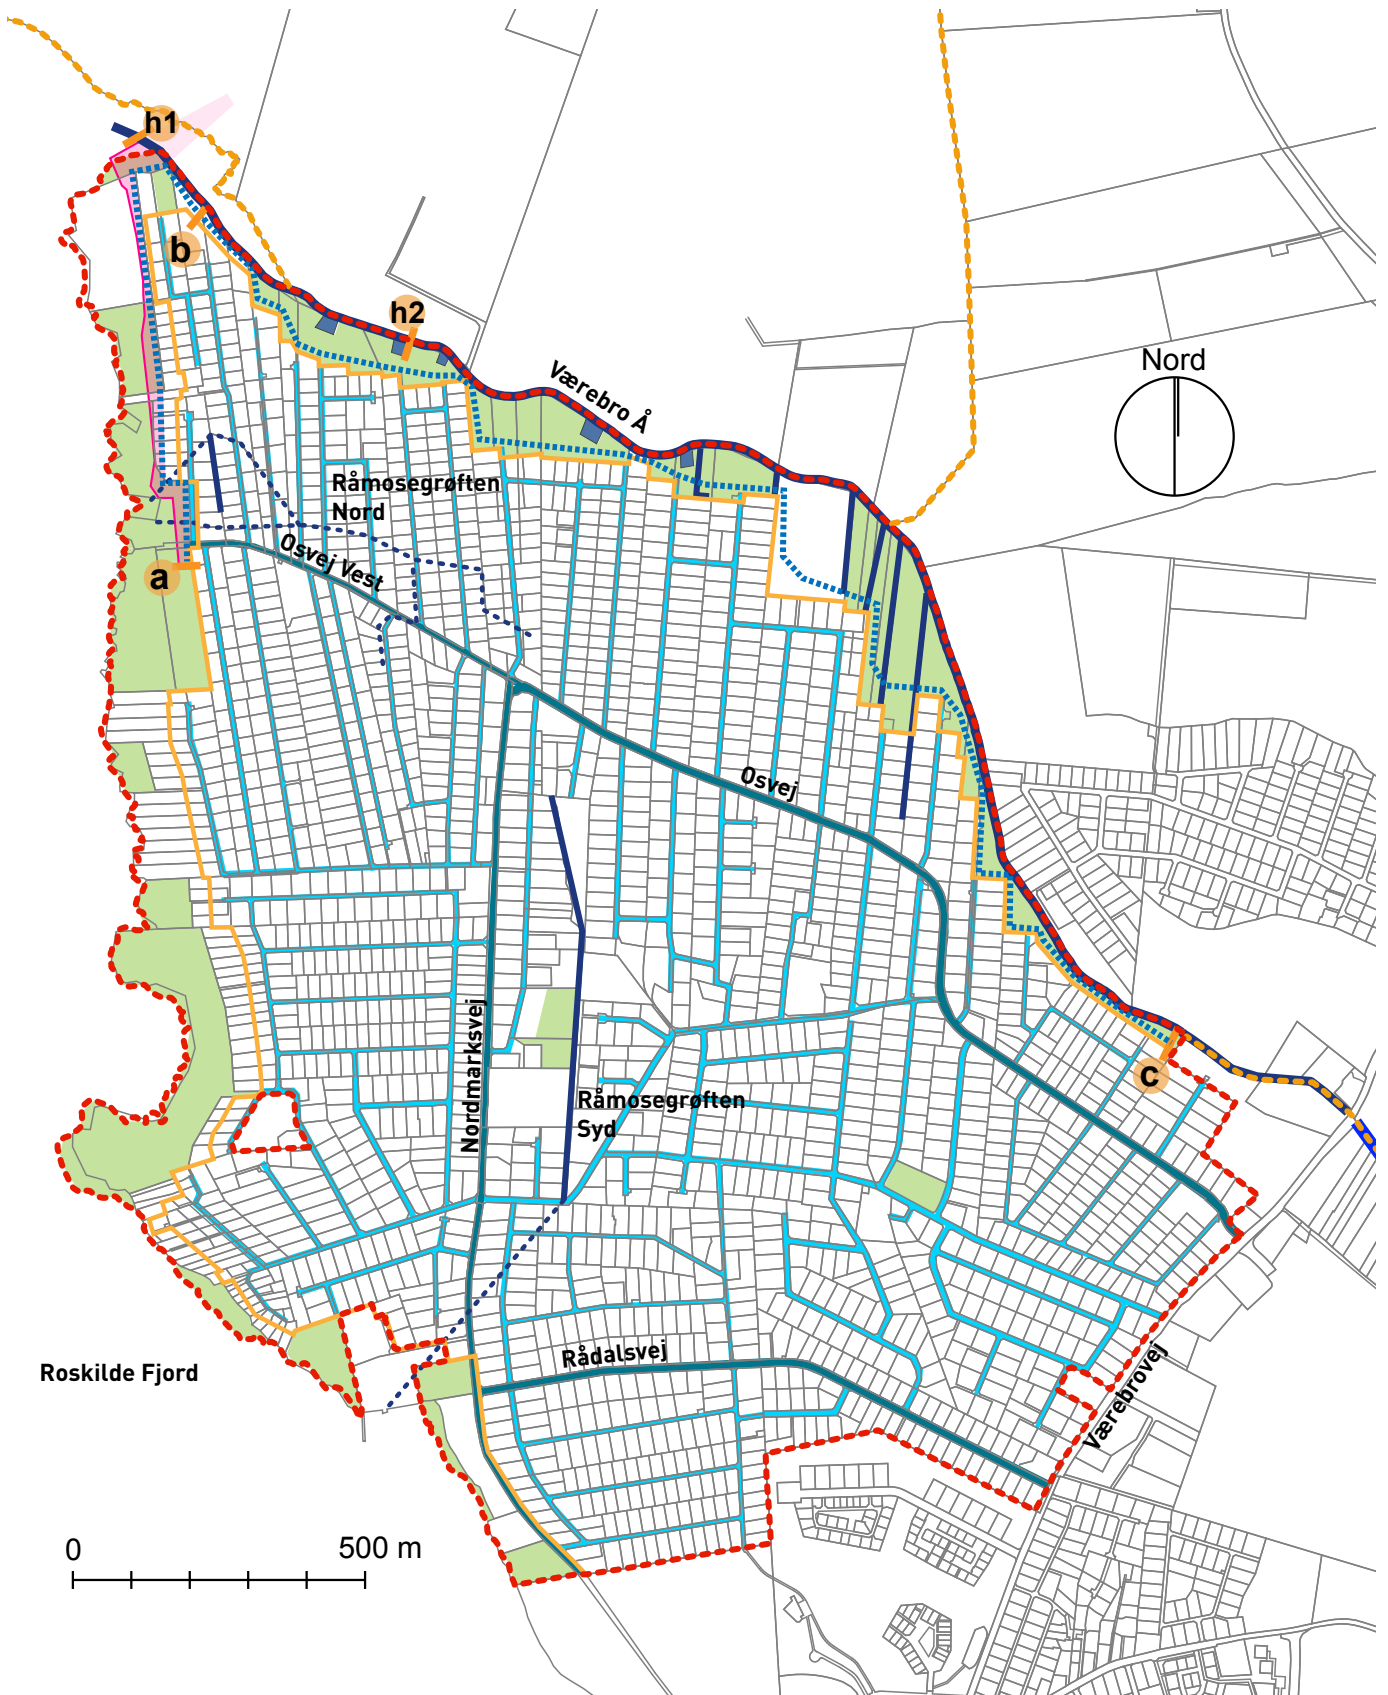 h1
b
h2
Værebro Å
Nord
Råmosegrøften
Nord
Osvej Vest
a
Osvej
Nordmarksvej
c
Råmosegrøften
Syd
Rådalsvej
Værebrovej
Roskilde Fjord
0
500 m